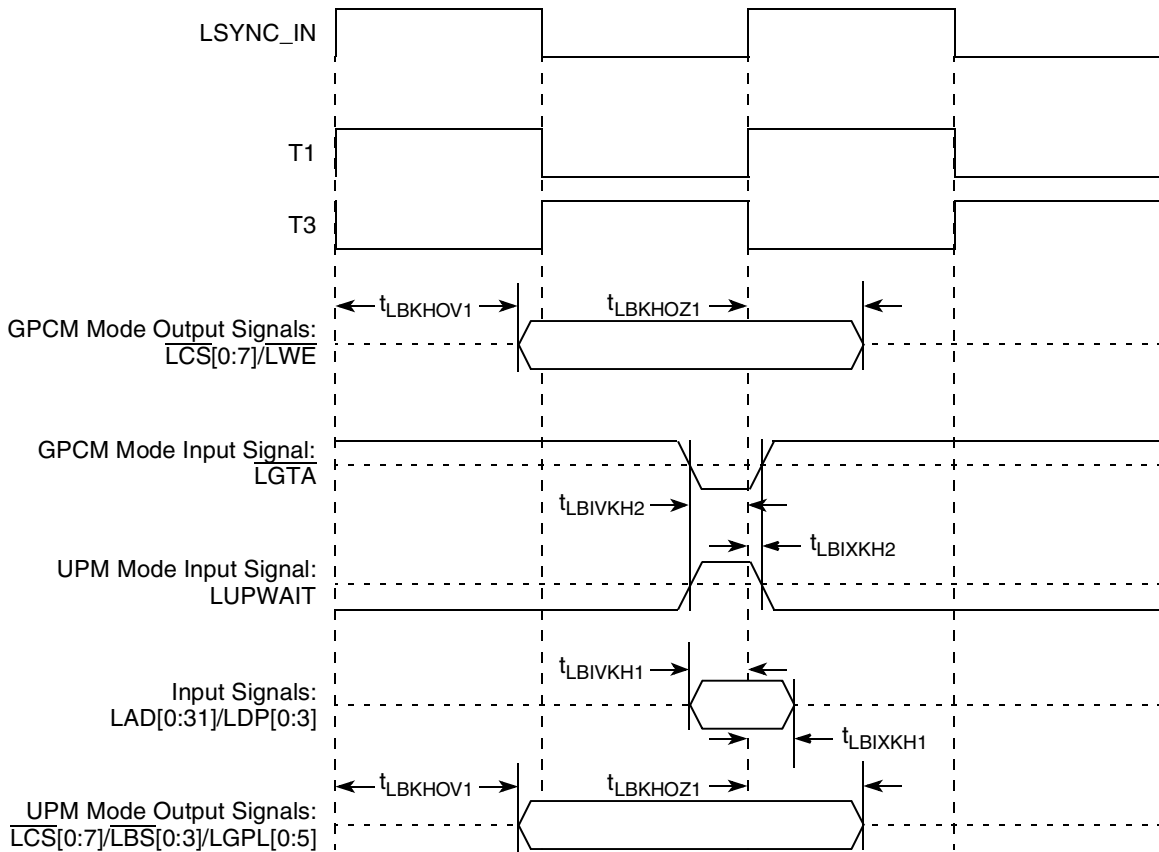 LSYNC_IN
T1
T3
tLBKHOV1
tLBKHOZ1
GPCM Mode Output Signals:
LCS[0:7]/LWE
GPCM Mode Input Signal:
LGTA
tLBIVKH2
tLBIXKH2
UPM Mode Input Signal:
LUPWAIT
tLBIVKH1
Input Signals:
LAD[0:31]/LDP[0:3]
tLBIXKH1
tLBKHOV1
tLBKHOZ1
UPM Mode Output Signals:
LCS[0:7]/LBS[0:3]/LGPL[0:5]